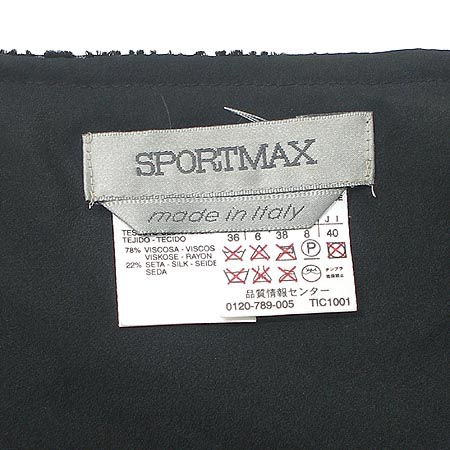 SPORTMAX
made in Italy
J I
TEJIDO - TECIDO
36 6 38 8 40
78% VISCOSA - VISCOS
VISKOSE - RAYON
22% SETA - SILK - SEIDE
SEDA
品質情報センター
0120-789-005 TIC1001